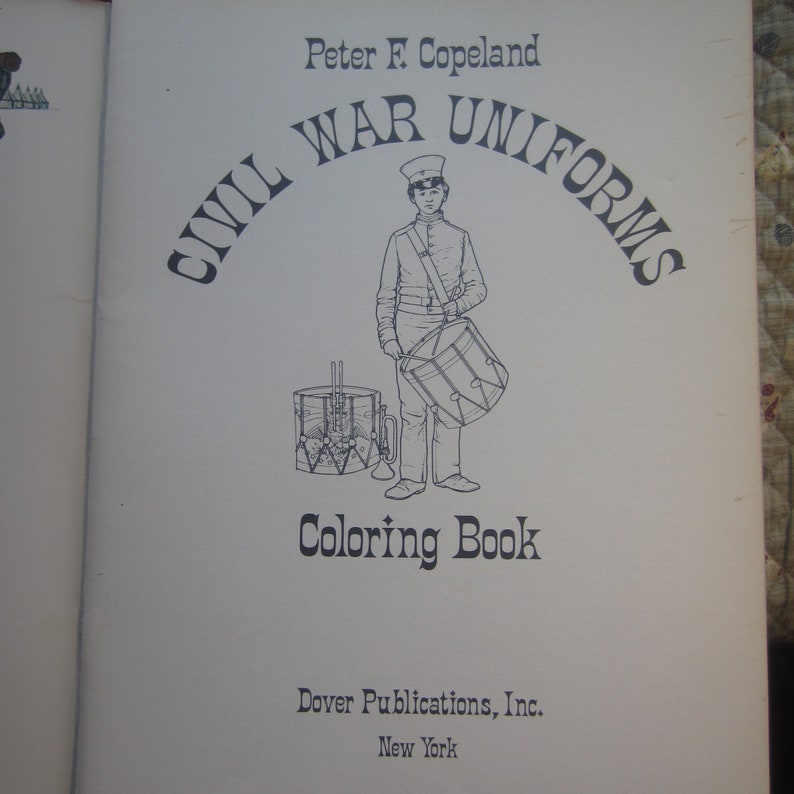 Peter F. Copeland
CIVIL WAR UNIFORMS
Coloring Book
Dover Publications, Inc.
New York